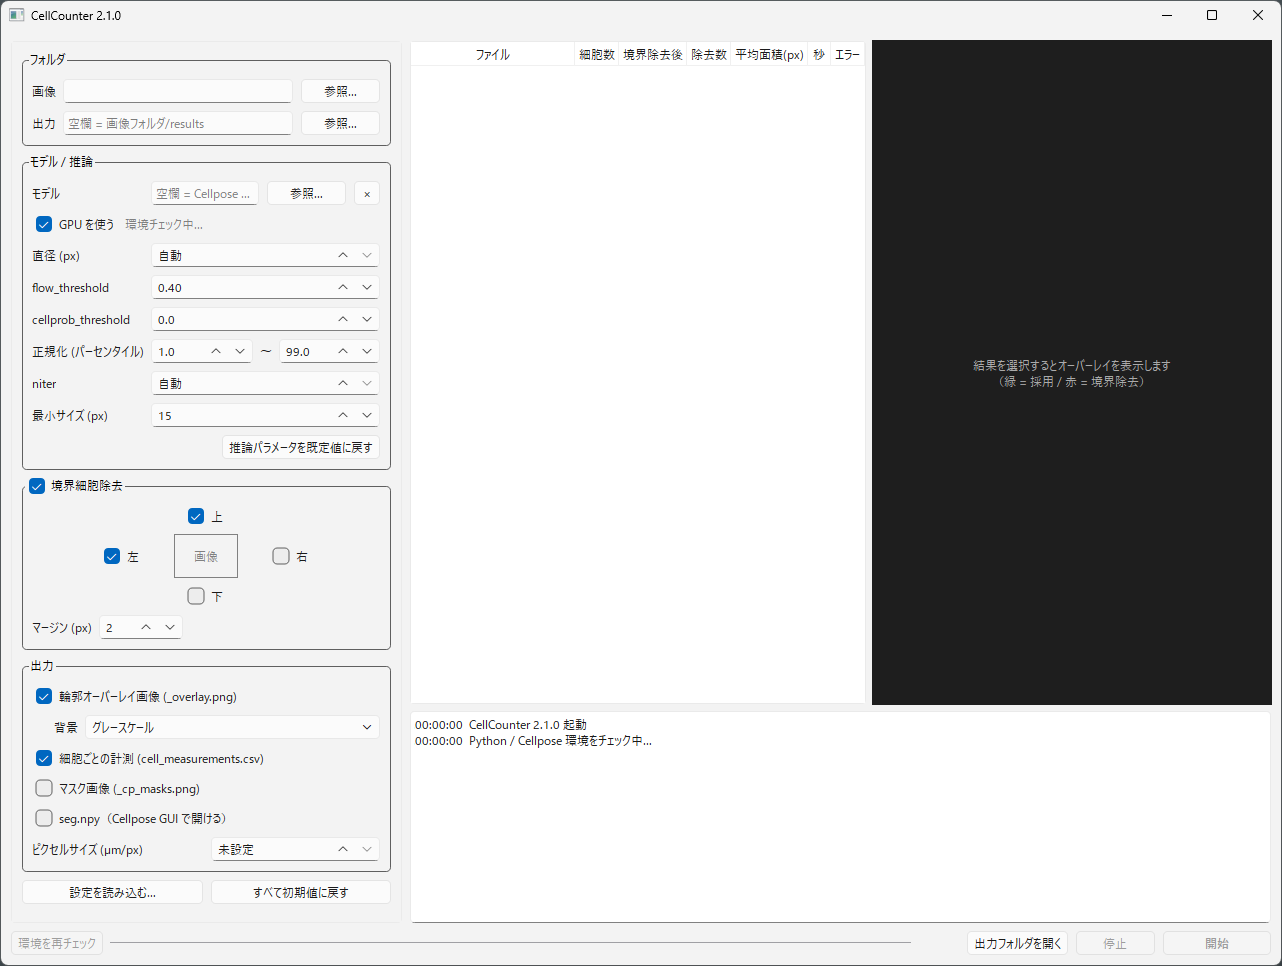 CellCounter 2.1.0
フォルダ
画像
参照...
出力 空欄 = 画像フォルダ/results 参照...
モデル / 推論
モデル 空欄 = Cellpose ... 参照... ×
GPU を使う 環境チェック中...
直径 (px) 自動
flow_threshold 0.40
cellprob_threshold 0.0
正規化 (パーセンタイル) 1.0 ～ 99.0
niter 自動
最小サイズ (px) 15
推論パラメータを既定値に戻す
境界細胞除去
上
左 画像 右
下
マージン (px) 2
出力
輪郭オーバーレイ画像 (_overlay.png)
背景 グレースケール
細胞ごとの計測 (cell_measurements.csv)
マスク画像 (_cp_masks.png)
seg.npy（Cellpose GUI で開ける）
ピクセルサイズ (µm/px) 未設定
設定を読み込む... すべて初期値に戻す
ファイル 細胞数 境界除去後 除去数 平均面積(px) 秒 エラー
結果を選択するとオーバーレイを表示します
（緑 = 採用 / 赤 = 境界除去）
00:00:00 CellCounter 2.1.0 起動
00:00:00 Python / Cellpose 環境をチェック中...
環境を再チェック 出力フォルダを開く 停止 開始